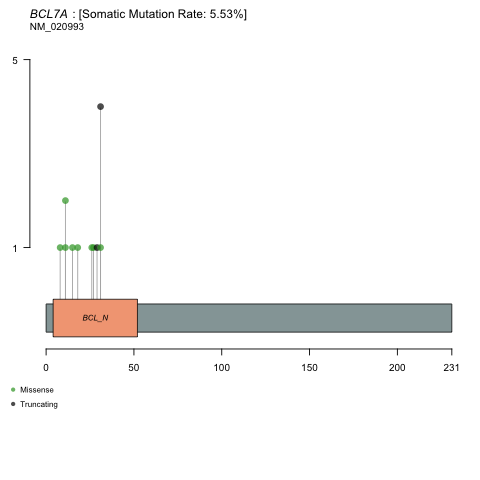 BCL7A : [Somatic Mutation Rate: 5.53%]
NM_020993
5
1
BCL_N
0 50 100 150 200 231
Missense
Truncating